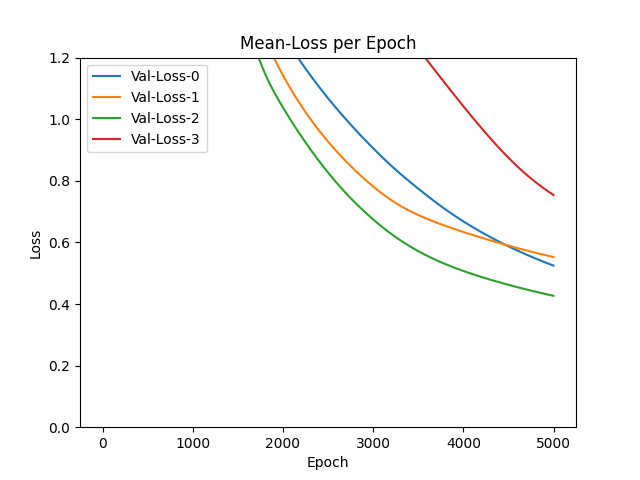 Mean-Loss per Epoch
1.2
1.0
0.8
0.6
0.4
0.2
0.0
Loss
Val-Loss-0
Val-Loss-1
Val-Loss-2
Val-Loss-3
0 1000 2000 3000 4000 5000
Epoch